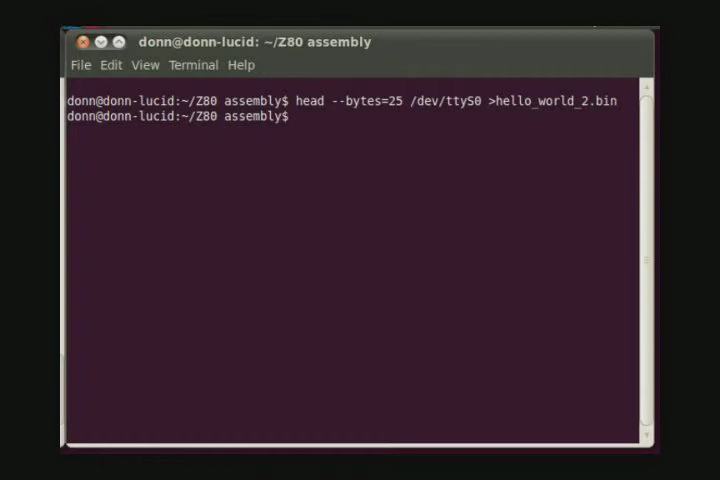 donn@donn-lucid: ~/Z80 assembly
File Edit View Terminal Help
donn@donn-lucid:~/Z80 assembly$ head --bytes=25 /dev/ttyS0 >hello_world_2.bin
donn@donn-lucid:~/Z80 assembly$